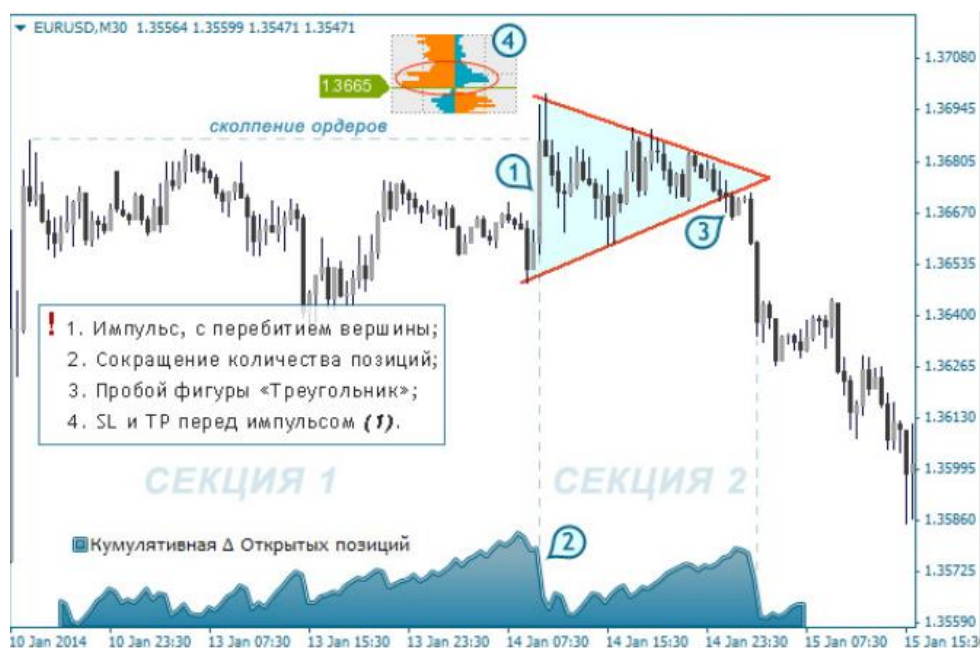 EURUSD,M30 1.35564 1.35599 1.35471 1.35471
4
1.3665
сколпение ордеров
1
3
! 1. Импульс, с перебитием вершины;
2. Сокращение количества позиций;
3. Пробой фигуры «Треугольник»;
4. SL и TP перед импульсом (1).
СЕКЦИЯ 1
СЕКЦИЯ 2
Кумулятивная Δ Открытых позиций
2
1.37080
1.36945
1.36805
1.36670
1.36535
1.36400
1.36265
1.36130
1.35995
1.35860
1.35725
1.35590
10 Jan 2014 10 Jan 23:30 13 Jan 07:30 13 Jan 15:30 13 Jan 23:30 14 Jan 07:30 14 Jan 15:30 14 Jan 23:30 15 Jan 07:30 15 Jan 15:30